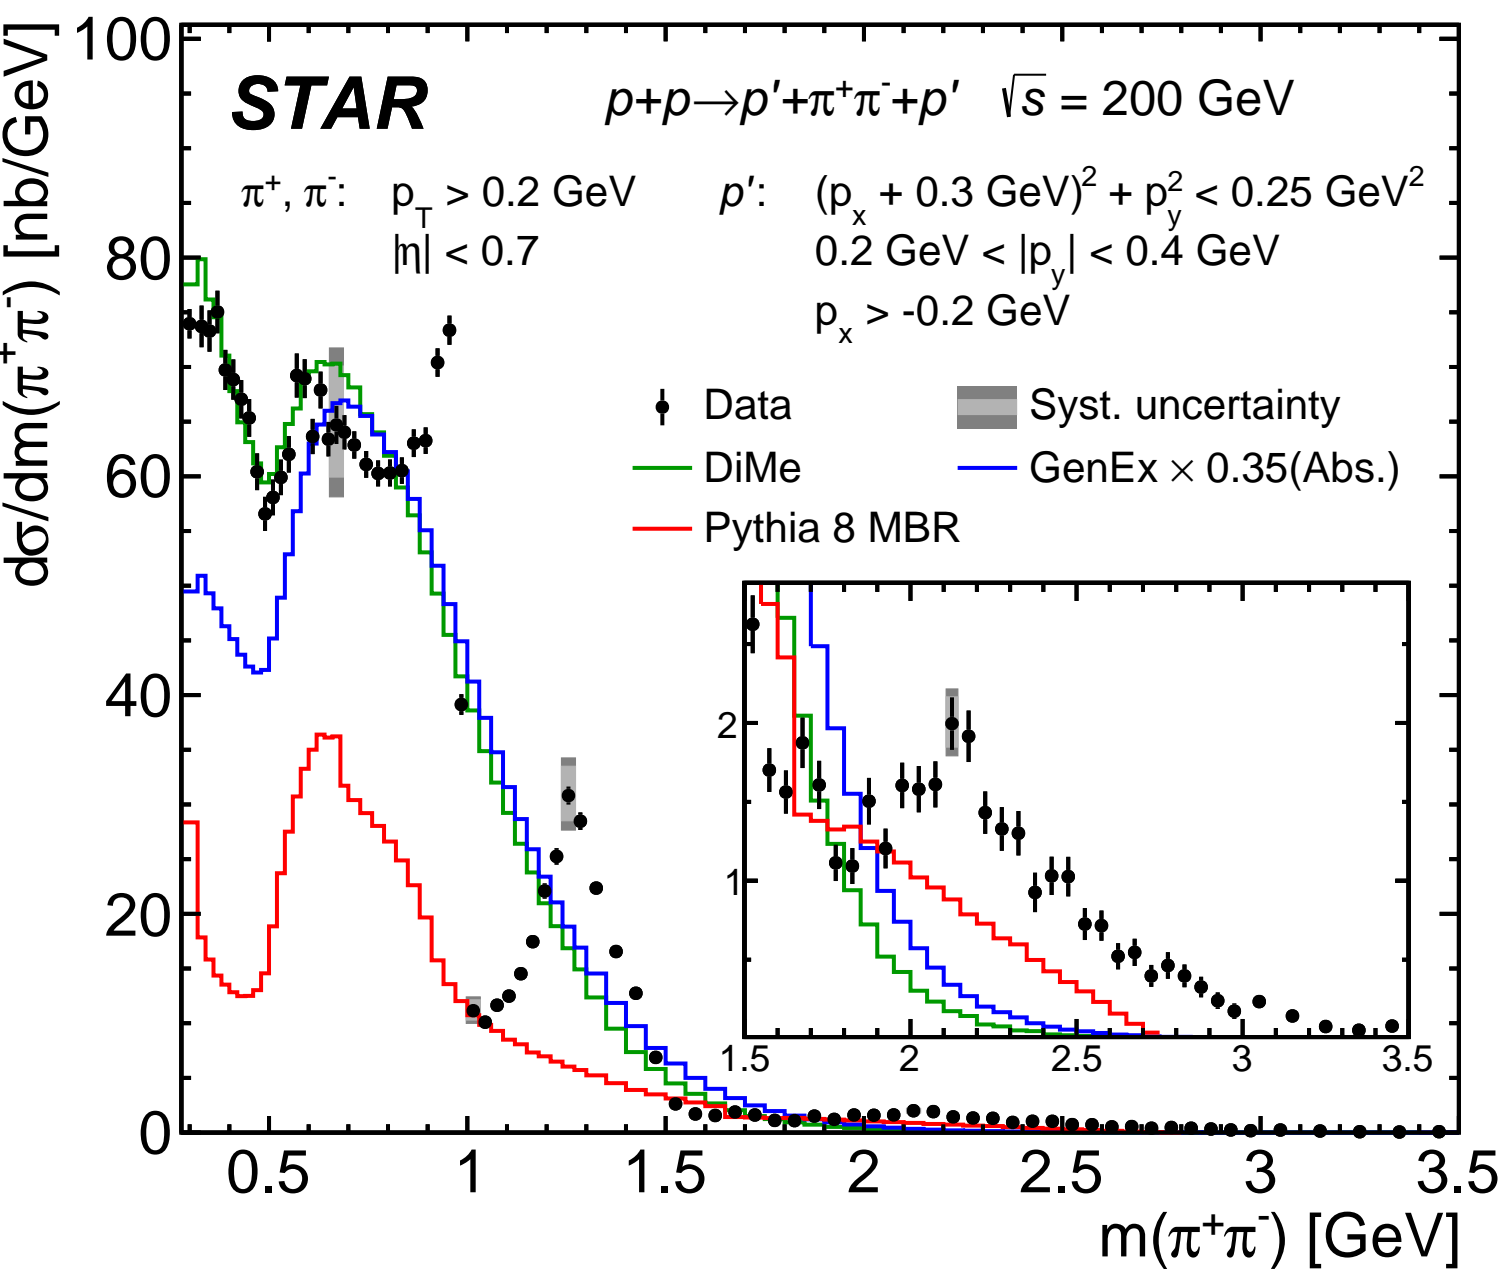 dσ/dm(π⁺π⁻) [nb/GeV]
100
80
60
40
20
0
STAR p+p→p′+π⁺π⁻+p′ √s = 200 GeV
π⁺, π⁻: p_T > 0.2 GeV p′: (p_x + 0.3 GeV)² + p_y² < 0.25 GeV²
|η| < 0.7 0.2 GeV < |p_y| < 0.4 GeV
p_x > -0.2 GeV
Data Syst. uncertainty
DiMe GenEx × 0.35(Abs.)
Pythia 8 MBR
2
1
1.5 2 2.5 3 3.5
0.5 1 1.5 2 2.5 3 3.5
m(π⁺π⁻) [GeV]